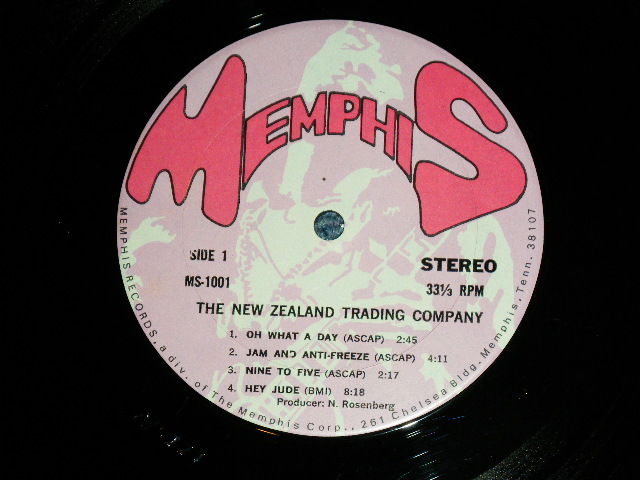 MEMPHIS
SIDE 1
MS-1001
STEREO
33⅓ RPM
THE NEW ZEALAND TRADING COMPANY
1. OH WHAT A DAY (ASCAP) 2:45
2. JAM AND ANTI-FREEZE (ASCAP) 4:11
3. NINE TO FIVE (ASCAP) 2:17
4. HEY JUDE (BMI) 8:18
Producer: N. Rosenberg
MEMPHIS RECORDS, a div. of The Memphis Corp., 261 Chelsea Bldg. Memphis, Tenn. 38107